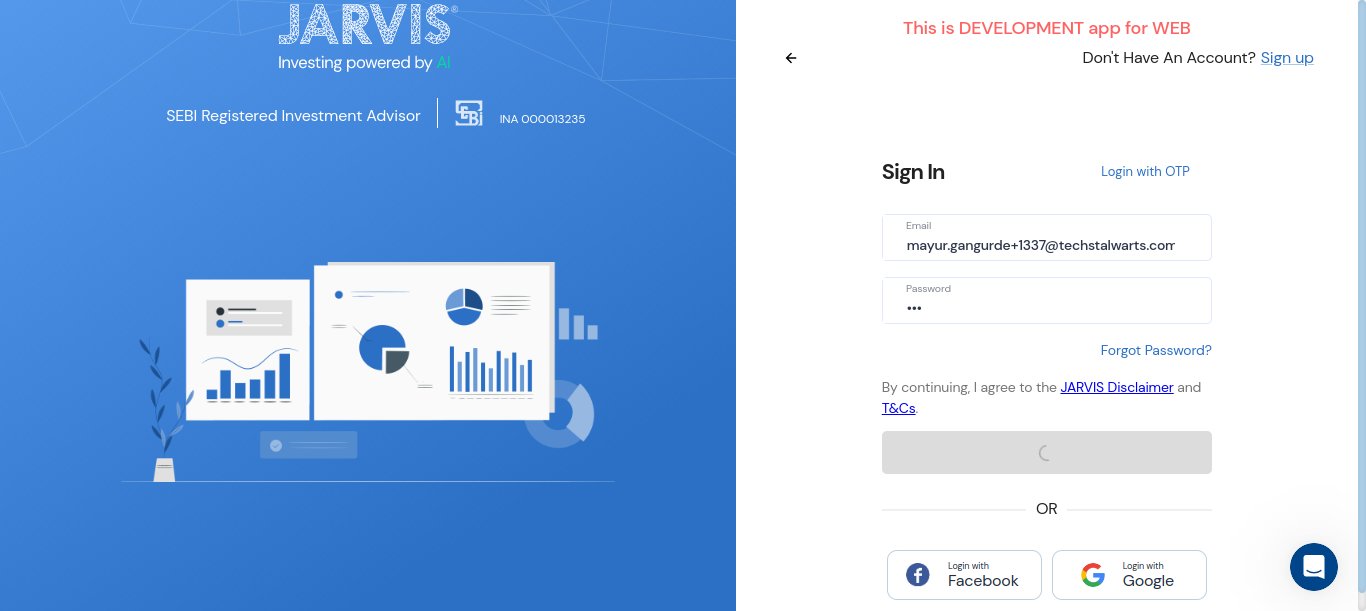 JARVIS®
Investing powered by AI
SEBI Registered Investment Advisor
SEBI
INA 000013235
This is DEVELOPMENT app for WEB
Don't Have An Account? Sign up
Sign In
Login with OTP
Email
mayur.gangurde+1337@techstalwarts.com
Password
•••
Forgot Password?
By continuing, I agree to the JARVIS Disclaimer and
T&Cs.
OR
Login with
Facebook
Login with
Google